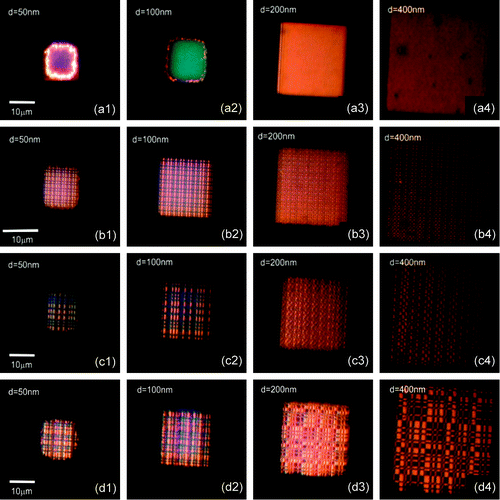 d=50nm
d=100nm
d=200nm
d=400nm
10μm
(a1)
(a2)
(a3)
(a4)
d=50nm
d=100nm
d=200nm
d=400nm
10μm
(b1)
(b2)
(b3)
(b4)
d=50nm
d=100nm
d=200nm
d=400nm
10μm
(c1)
(c2)
(c3)
(c4)
d=50nm
d=100nm
d=200nm
d=400nm
10μm
(d1)
(d2)
(d3)
(d4)